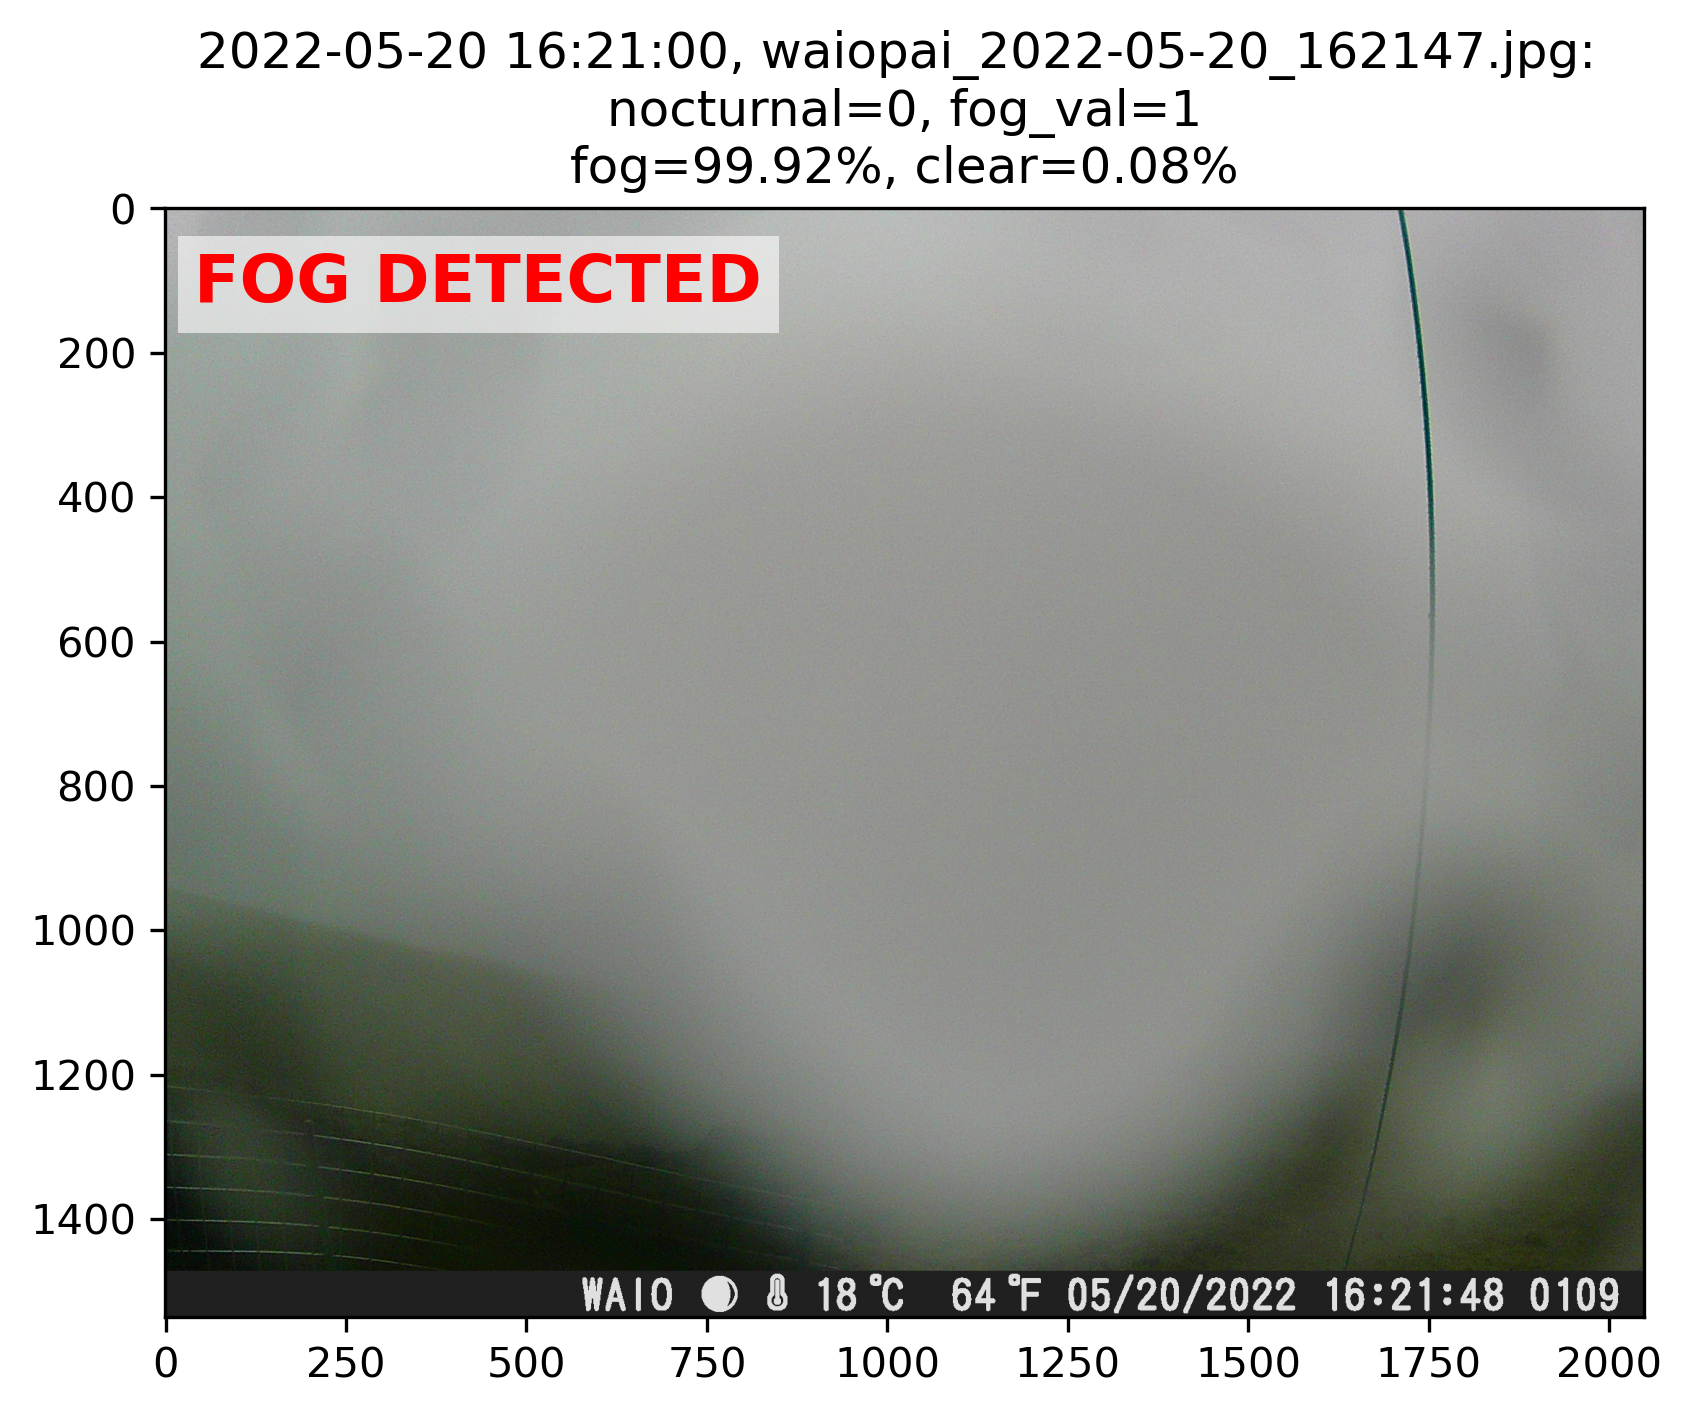 2022-05-20 16:21:00, waiopai_2022-05-20_162147.jpg:
nocturnal=0, fog_val=1
fog=99.92%, clear=0.08%
0
FOG DETECTED
200
400
600
800
1000
1200
1400
WAIO 18°C 64°F 05/20/2022 16:21:48 0109
0 250 500 750 1000 1250 1500 1750 2000